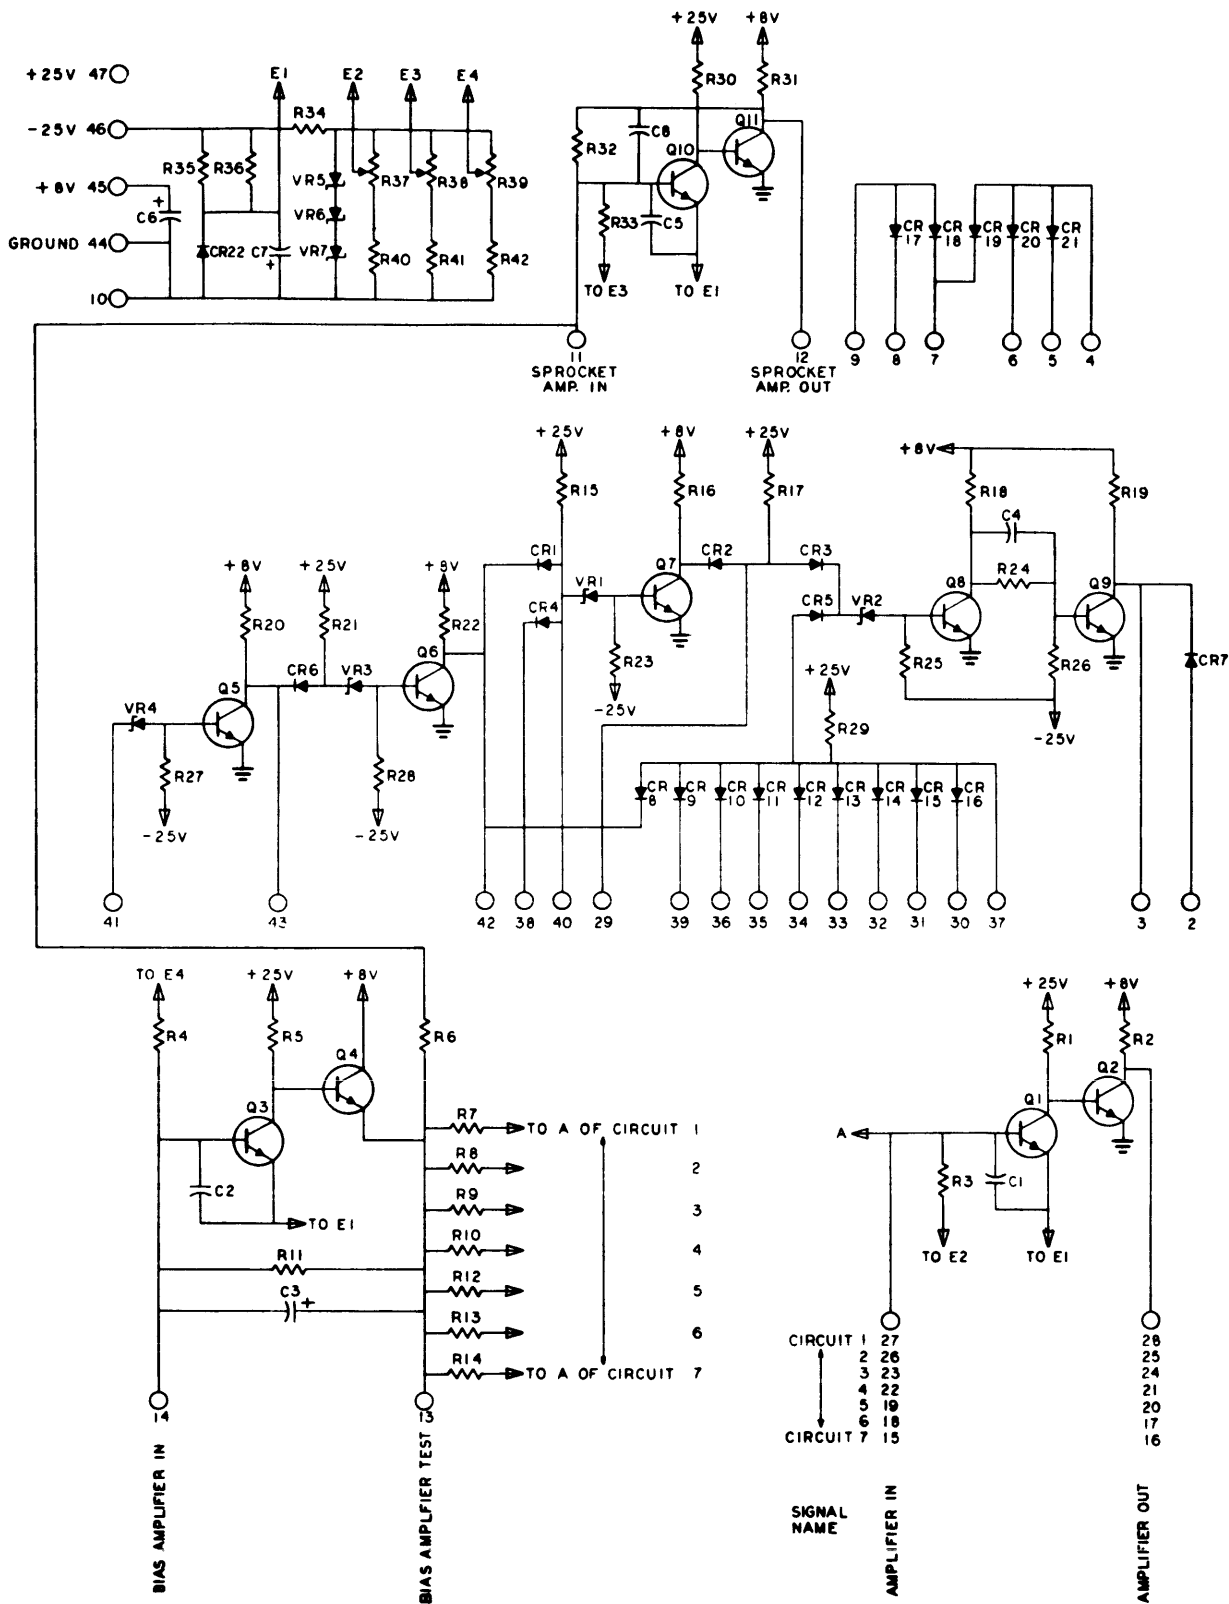 +25V 47
-25V 46
+8V 45
GROUND 44
10
E1
E2
E3
E4
R34
R35
R36
VR5
VR6
VR7
R37
R38
R39
R40
R41
R42
C6
+
CR22
C7
+
+25V
+8V
R30
R31
R32
C8
Q10
Q11
R33
C5
TO E3
TO E1
11
SPROCKET
AMP. IN
12
SPROCKET
AMP. OUT
CR
17
CR
18
CR
19
CR
20
CR
21
9
8
7
6
5
4
+25V
+8V
+25V
+8V
R15
R16
R17
R18
R19
C4
R24
CR1
CR4
VR1
Q7
CR2
CR3
CR5
VR2
Q8
Q9
R23
-25V
R25
R26
-25V
CR7
+8V
+25V
+8V
R20
R21
R22
Q5
CR6
VR3
Q6
VR4
R27
-25V
R28
-25V
+25V
R29
CR
8
CR
9
CR
10
CR
11
CR
12
CR
13
CR
14
CR
15
CR
16
41
43
42
38
40
29
39
36
35
34
33
32
31
30
37
3
2
TO E4
+25V
+8V
R4
R5
Q4
R6
Q3
C2
TO E1
R11
C3
+
R7
TO A OF CIRCUIT 1
R8
2
R9
3
R10
4
R12
5
R13
6
R14
TO A OF CIRCUIT 7
14
BIAS AMPLIFIER IN
13
BIAS AMPLFIER TEST
+25V
+8V
R1
R2
Q1
Q2
A
R3
C1
TO E2
TO E1
CIRCUIT 1 27 28
2 26 25
3 23 24
4 22 21
5 19 20
6 18 17
CIRCUIT 7 15 16
SIGNAL
NAME
AMPLIFIER IN
AMPLIFIER OUT